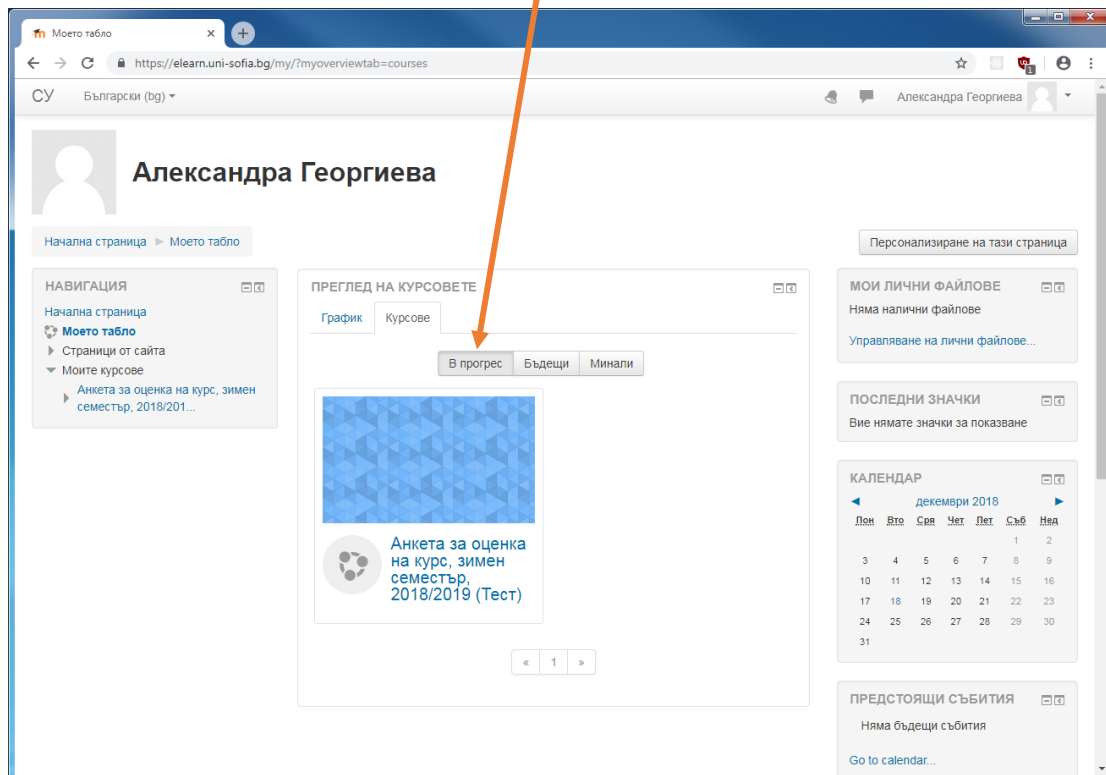 Моето табло
https://elearn.uni-sofia.bg/my/?myoverviewtab=courses
1
СУ Български (bg)
Александра Георгиева
Александра Георгиева
Начална страница ► Моето табло
Персонализиране на тази страница
НАВИГАЦИЯ
Начална страница
Моето табло
Страници от сайта
Моите курсове
Анкета за оценка на курс, зимен
семестър, 2018/201...
ПРЕГЛЕД НА КУРСОВЕТЕ
График Курсове
В прогрес Бъдещи Минали
Анкета за оценка
на курс, зимен
семестър,
2018/2019 (Тест)
« 1 »
МОИ ЛИЧНИ ФАЙЛОВЕ
Няма налични файлове
Управляване на лични файлове...
ПОСЛЕДНИ ЗНАЧКИ
Вие нямате значки за показване
КАЛЕНДАР
◄ декември 2018 ►
Пон Вто Сря Чет Пет Съб Нед
1 2
3 4 5 6 7 8 9
10 11 12 13 14 15 16
17 18 19 20 21 22 23
24 25 26 27 28 29 30
31
ПРЕДСТОЯЩИ СЪБИТИЯ
Няма бъдещи събития
Go to calendar...